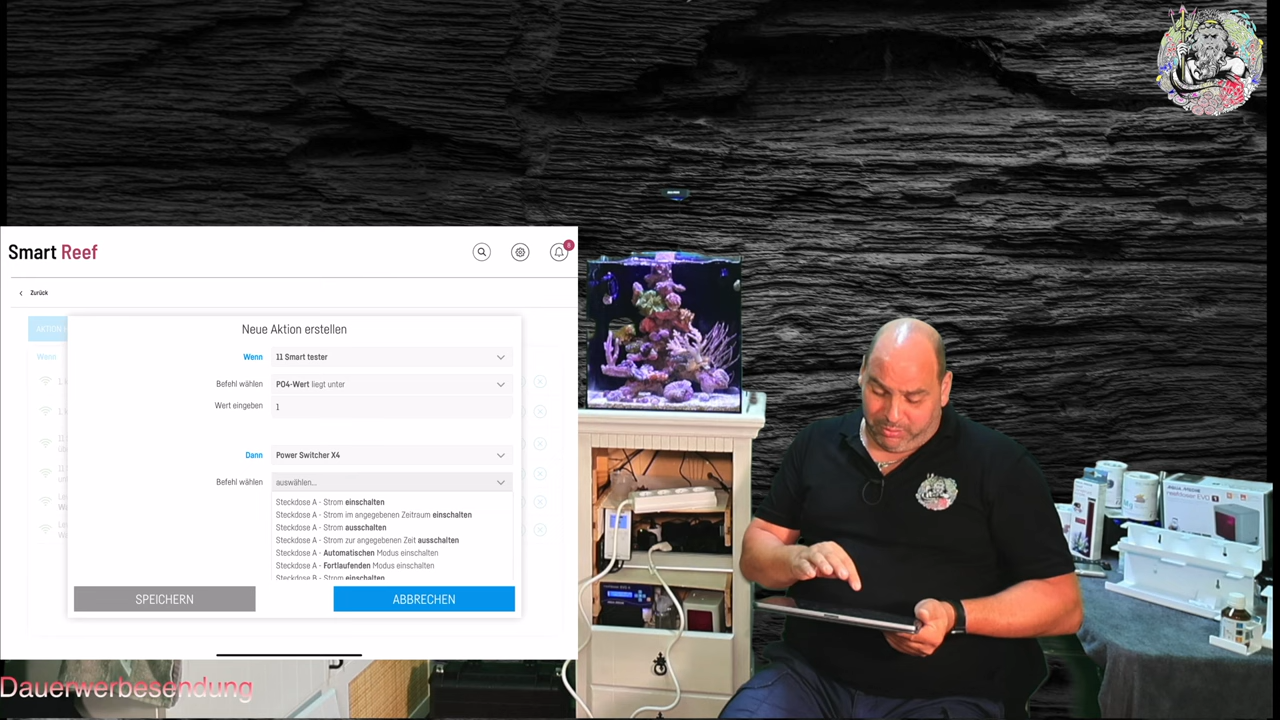 Smart Reef
8
Zurück
AKTION
Wenn
Neue Aktion erstellen
Wenn 11 Smart tester
Befehl wählen PO4-Wert liegt unter
Wert eingeben 1
Dann Power Switcher X4
Befehl wählen auswählen...
Steckdose A - Strom einschalten
Steckdose A - Strom im angegebenen Zeitraum einschalten
Steckdose A - Strom ausschalten
Steckdose A - Strom zur angegebenen Zeit ausschalten
Steckdose A - Automatischen Modus einschalten
Steckdose A - Fortlaufenden Modus einschalten
Steckdose B - Strom einschalten
SPEICHERN
ABBRECHEN
Dauerwerbesendung